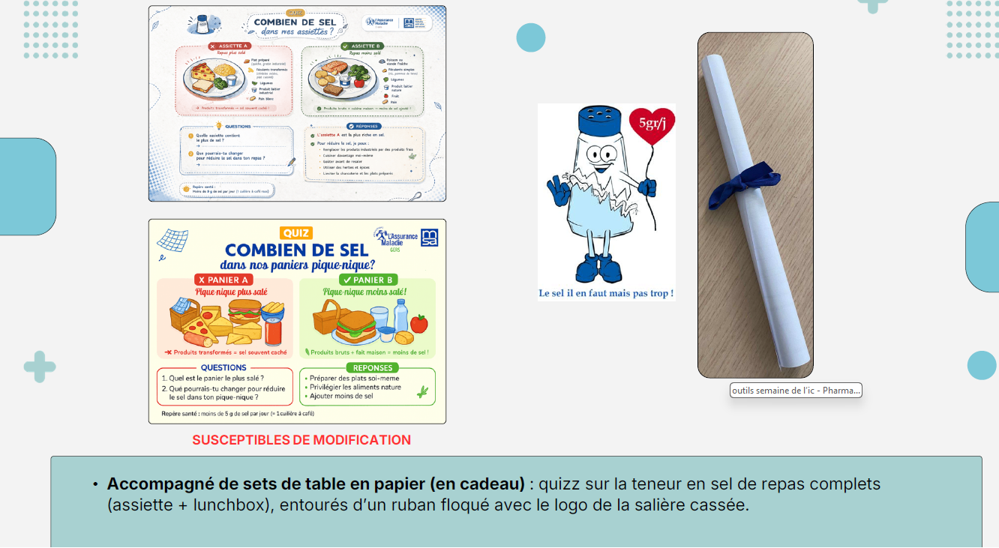 QUIZ
COMBIEN DE SEL
dans mes assiettes ?
l'Assurance
Maladie
msa
ASSIETTE A
Repas plus salé
Plat préparé
(quiche, gratin industriel)
Féculents transformés
Légumes
Produit laitier
industriel
Pain blanc
Produits transformés → sel souvent caché !
ASSIETTE B
Repas moins salé
Poisson ou
viande fraîche
Féculents simples
Légumes
Produit laitier
nature
Fruit
Pain
Produits bruts + cuisine maison → moins de sel ajouté !
QUESTIONS
Quelle assiette contient
le plus de sel ?
Que pourrais-tu changer
pour réduire le sel dans ton repas ?
RÉPONSES
L'assiette A est la plus riche en sel.
Pour réduire le sel, je peux :
Remplacer les produits industriels par des produits frais
Cuisiner davantage moi-même
Goûter avant de resaler
Utiliser des herbes et épices
Limiter la charcuterie et les plats préparés
Repère santé :
Moins de 5 g de sel par jour (1 cuillère à café rase)
QUIZ
COMBIEN DE SEL
dans nos paniers pique-nique?
L'Assurance
Maladie
GERS
msa
X PANIER A
Pique-nique plus salé
Produits transformés = sel souvent caché
✓ PANIER B
Pique-nique moins salé!
Produits bruts + fait maison = moins de sel !
QUESTIONS
1. Quel est le panier le plus salé ?
2. Que pourrais-tu changer pour réduire
le sel dans ton pique-nique ?
REPONSES
• Préparer des plats soi-meme
• Privilégier les aliments nature
• Ajouter moins de sel
Repère santé : moins de 5 g de sel par jour (= 1 cuilière à café)
SUSCEPTIBLES DE MODIFICATION
5gr/j
Le sel il en faut mais pas trop !
outils semaine de l'ic - Pharma...
• Accompagné de sets de table en papier (en cadeau) : quizz sur la teneur en sel de repas complets
(assiette + lunchbox), entourés d'un ruban floqué avec le logo de la salière cassée.